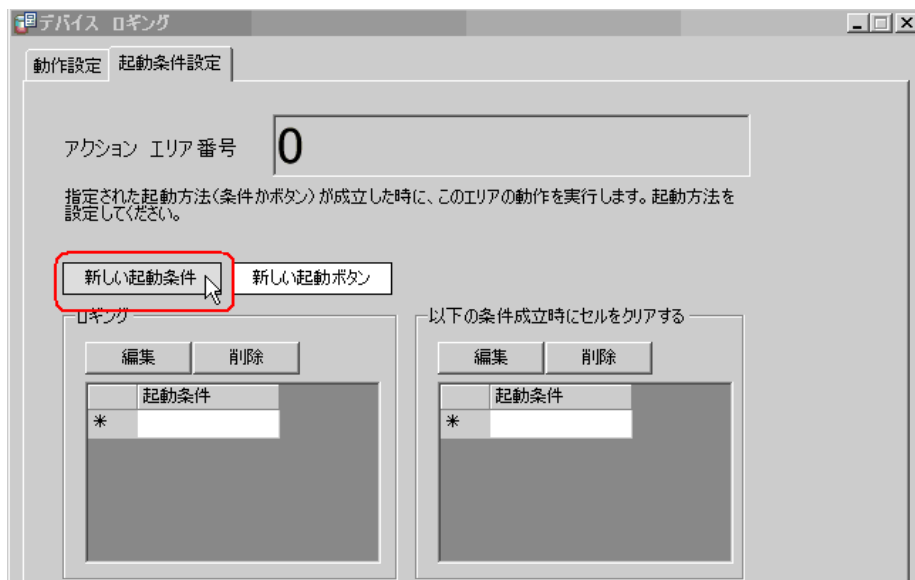 デバイス ロギング
動作設定 起動条件設定
アクション エリア番号 0
指定された起動方法(条件かボタン)が成立した時に、このエリアの動作を実行します。起動方法を
設定してください。
新しい起動条件 新しい起動ボタン
ロギング 以下の条件成立時にセルをクリアする
編集 削除 編集 削除
起動条件 起動条件
* *